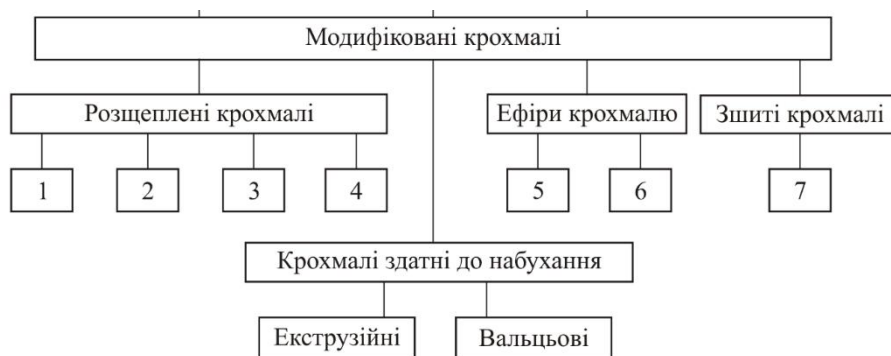 Модифіковані крохмалі
Розщеплені крохмалі
Ефіри крохмалю
Зшиті крохмалі
1
2
3
4
5
6
7
Крохмалі здатні до набухання
Екструзійні
Вальцьові